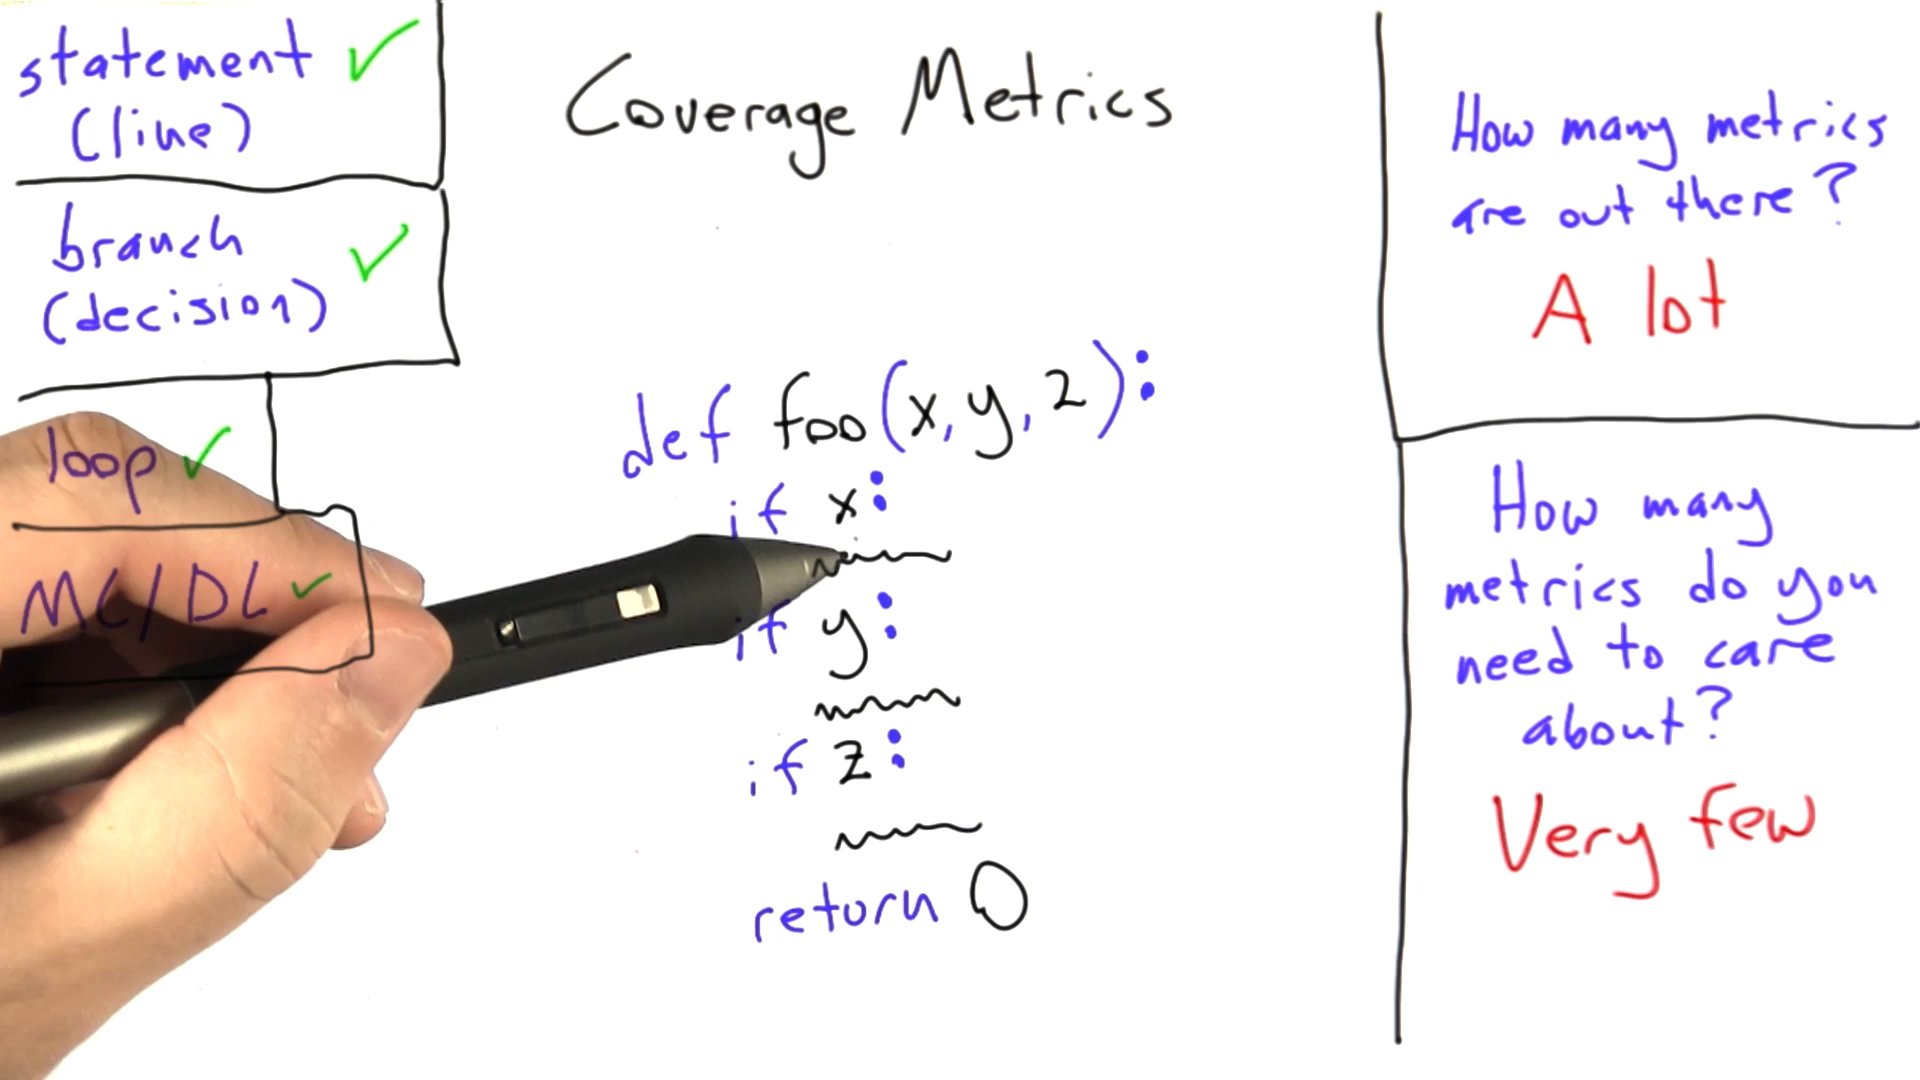 statement
(line)
branch
(decision)
loop
MC/DC
Coverage Metrics
def foo(x,y,z):
if x:
if y:
if z:
return 0
How many metrics
are out there?
A lot
How many
metrics do you
need to care
about?
Very few